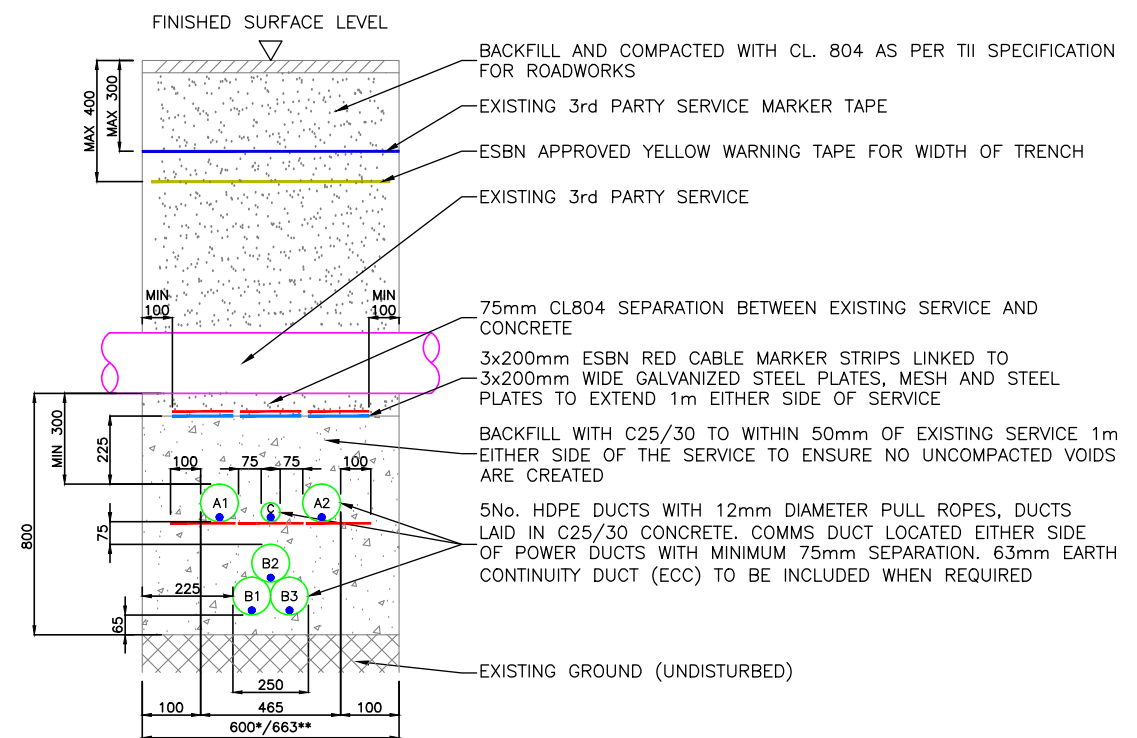 FINISHED SURFACE LEVEL
BACKFILL AND COMPACTED WITH CL. 804 AS PER TII SPECIFICATION
FOR ROADWORKS
MAX 400
MAX 300
EXISTING 3rd PARTY SERVICE MARKER TAPE
ESBN APPROVED YELLOW WARNING TAPE FOR WIDTH OF TRENCH
EXISTING 3rd PARTY SERVICE
MIN
100
MIN
100
75mm CL804 SEPARATION BETWEEN EXISTING SERVICE AND
CONCRETE
3x200mm ESBN RED CABLE MARKER STRIPS LINKED TO
3x200mm WIDE GALVANIZED STEEL PLATES, MESH AND STEEL
PLATES TO EXTEND 1m EITHER SIDE OF SERVICE
MIN 300
225
BACKFILL WITH C25/30 TO WITHIN 50mm OF EXISTING SERVICE 1m
EITHER SIDE OF THE SERVICE TO ENSURE NO UNCOMPACTED VOIDS
ARE CREATED
100
75
75
100
A1
C
A2
5No. HDPE DUCTS WITH 12mm DIAMETER PULL ROPES, DUCTS
LAID IN C25/30 CONCRETE. COMMS DUCT LOCATED EITHER SIDE
OF POWER DUCTS WITH MINIMUM 75mm SEPARATION. 63mm EARTH
CONTINUITY DUCT (ECC) TO BE INCLUDED WHEN REQUIRED
800
75
B2
225
B1
B3
65
EXISTING GROUND (UNDISTURBED)
250
100
465
100
600*/663**